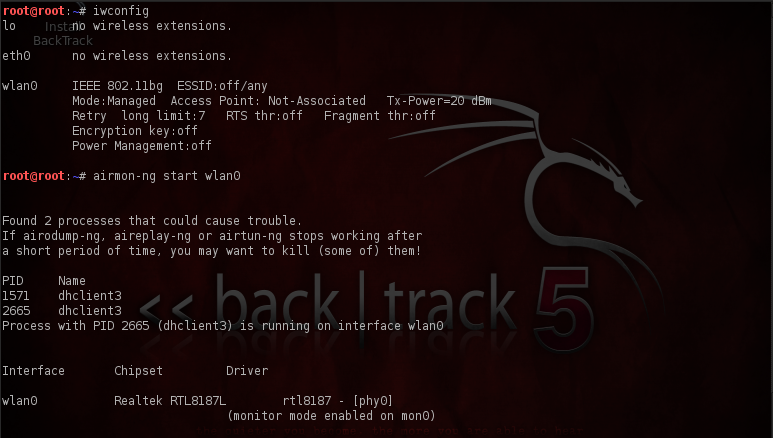 root@root:~# iwconfig
lo        no wireless extensions.
Install
BackTrack
eth0      no wireless extensions.
wlan0     IEEE 802.11bg  ESSID:off/any
          Mode:Managed  Access Point: Not-Associated   Tx-Power=20 dBm
          Retry  long limit:7   RTS thr:off   Fragment thr:off
          Encryption key:off
          Power Management:off
root@root:~# airmon-ng start wlan0
Found 2 processes that could cause trouble.
If airodump-ng, aireplay-ng or airtun-ng stops working after
a short period of time, you may want to kill (some of) them!
PID     Name
1571    dhclient3
2665    dhclient3
Process with PID 2665 (dhclient3) is running on interface wlan0
<< back | track 5
Interface       Chipset         Driver
wlan0           Realtek RTL8187L        rtl8187 - [phy0]
                                (monitor mode enabled on mon0)